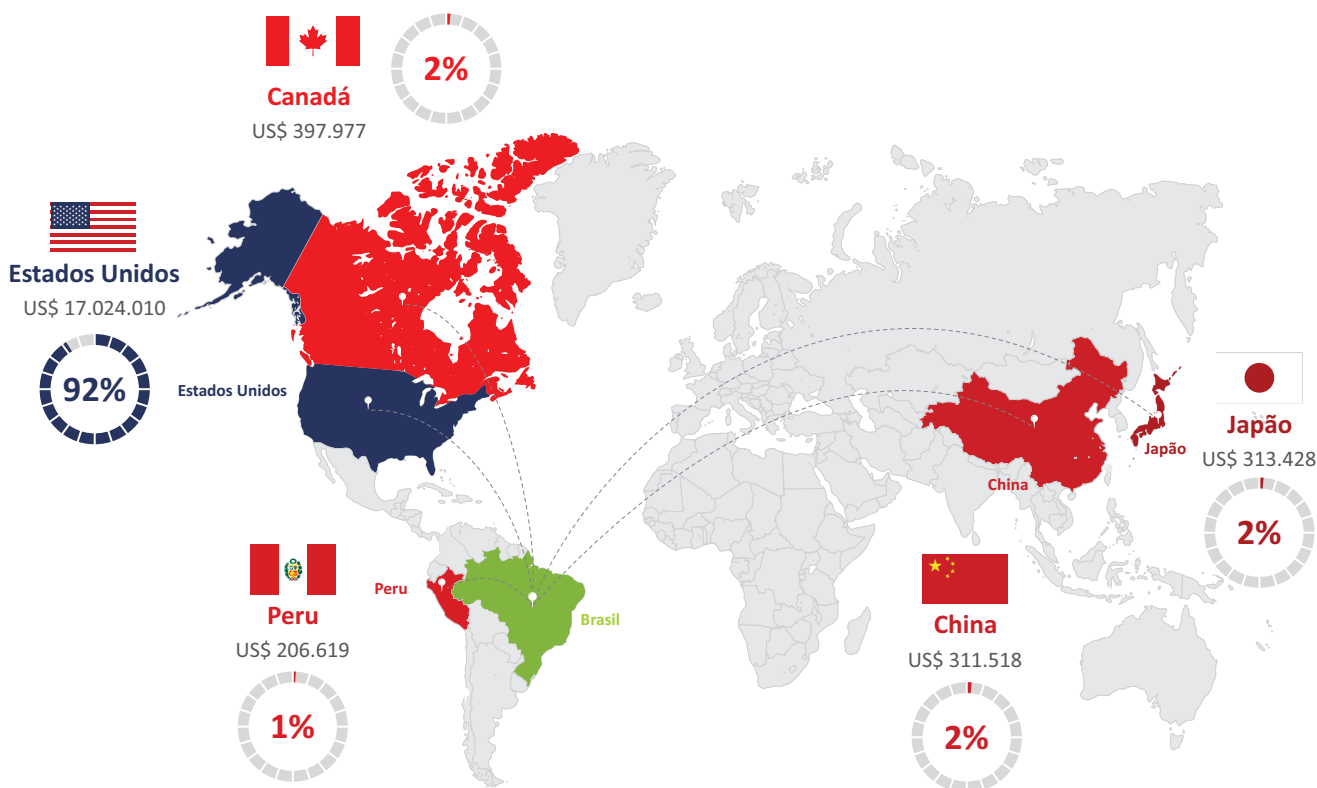 Canadá
US$ 397.977
2%
Estados Unidos
US$ 17.024.010
92%
Estados Unidos
Japão
US$ 313.428
2%
Japão
China
Peru
US$ 206.619
1%
Peru
Brasil
China
US$ 311.518
2%